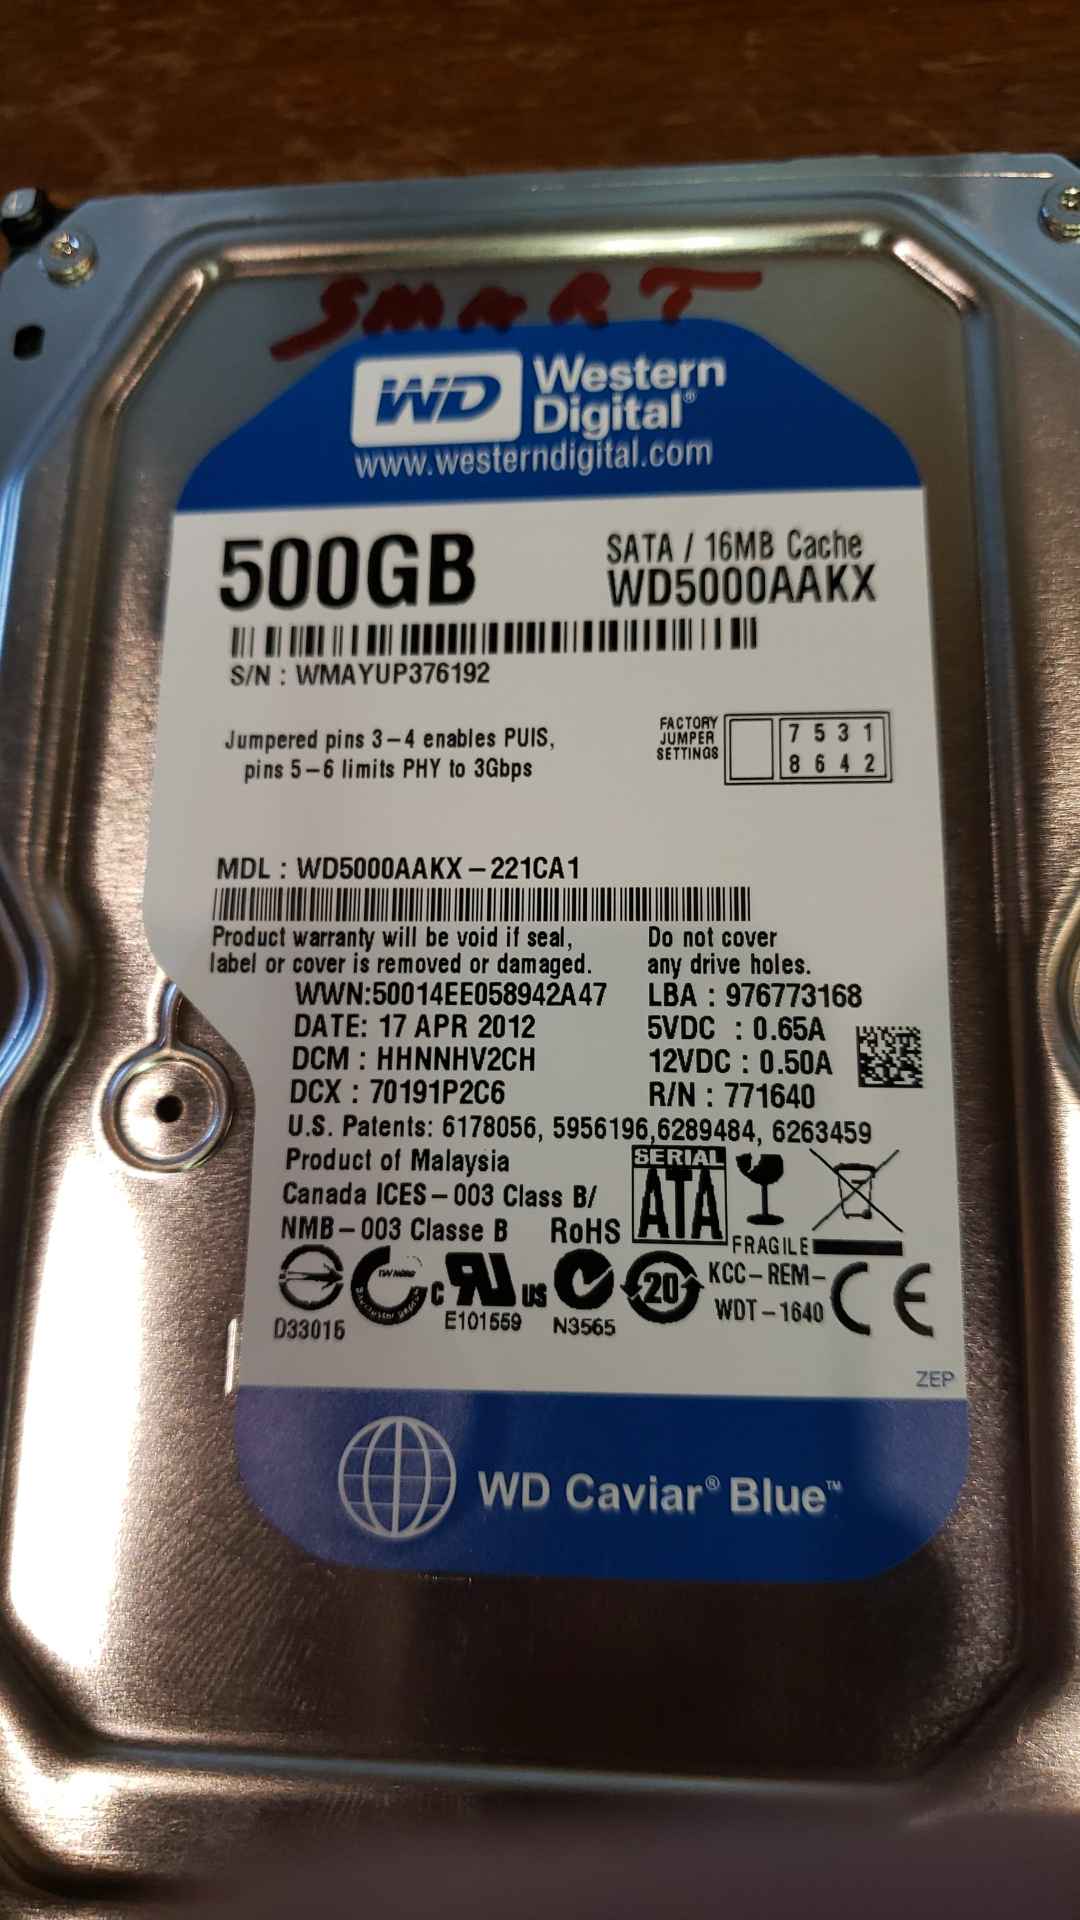 SMART
WD Western
Digital®
www.westerndigital.com
500GB
SATA / 16MB Cache
WD5000AAKX
S/N : WMAYUP376192
Jumpered pins 3-4 enables PUIS,
pins 5-6 limits PHY to 3Gbps
FACTORY
JUMPER
SETTINGS
7 5 3 1
8 6 4 2
MDL : WD5000AAKX-221CA1
Product warranty will be void if seal,
label or cover is removed or damaged.
Do not cover
any drive holes.
WWN:50014EE058942A47
LBA : 976773168
DATE: 17 APR 2012
5VDC : 0.65A
DCM : HHNNHV2CH
12VDC : 0.50A
DCX : 70191P2C6
R/N : 771640
U.S. Patents: 6178056, 5956196,6289484, 6263459
Product of Malaysia
Canada ICES-003 Class B/
NMB-003 Classe B
RoHS
SERIAL
ATA
FRAGILE
D33015
C US
E101559
N3565
20
KCC-REM-
WDT-1640
CE
ZEP
WD Caviar® Blue™